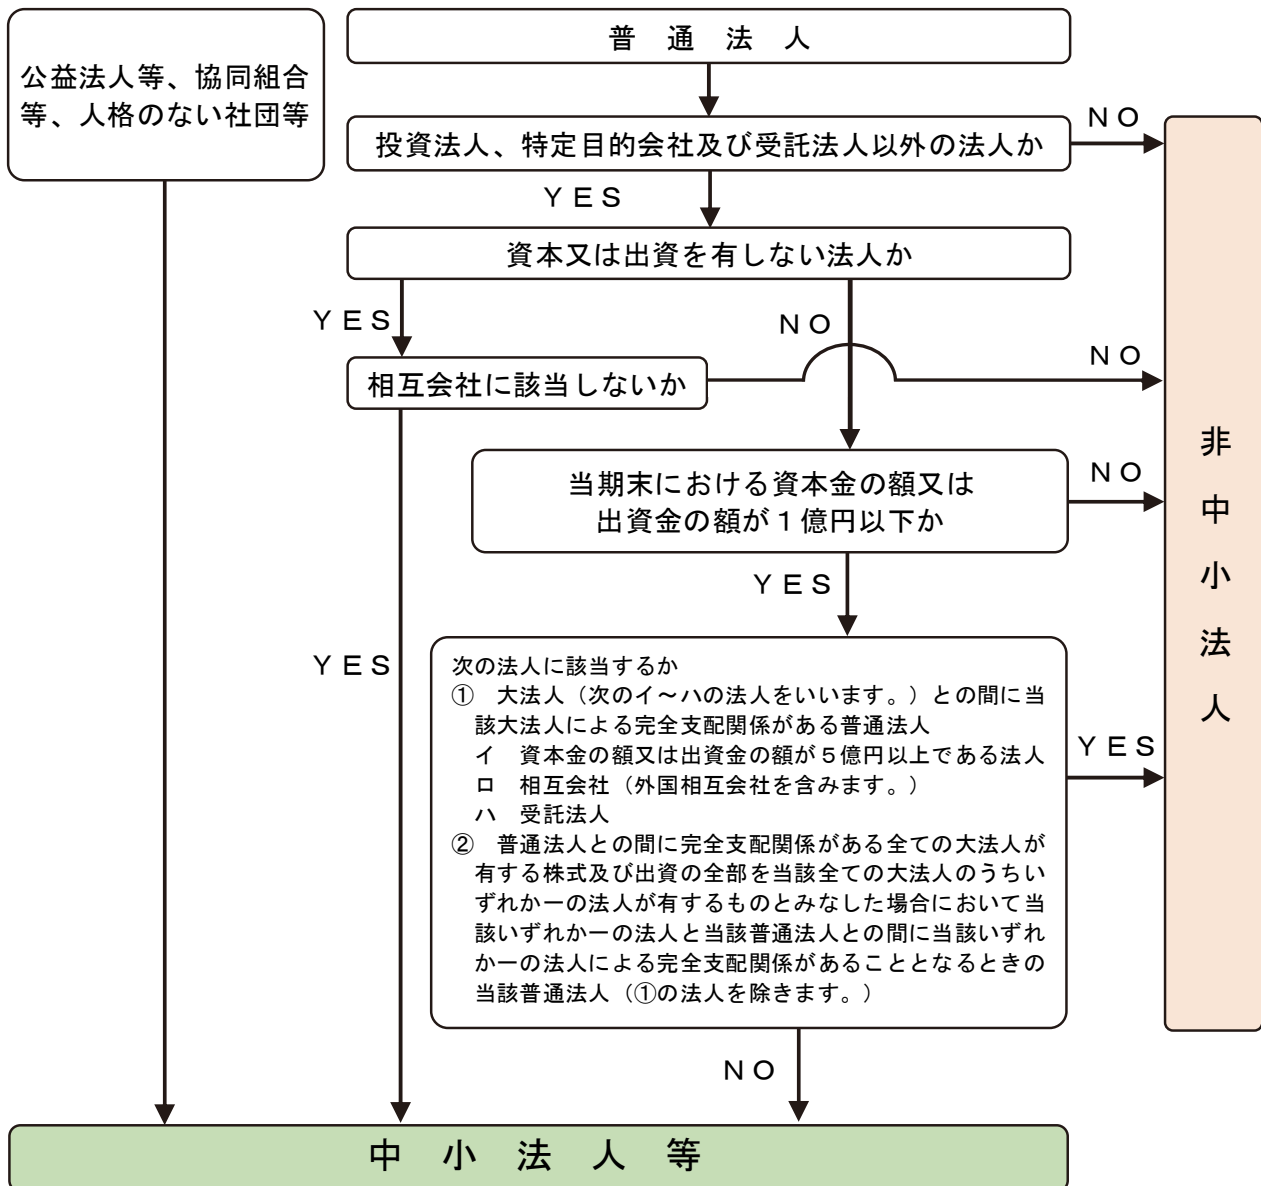 公益法人等、協同組合
等、人格のない社団等
普通法人
投資法人、特定目的会社及び受託法人以外の法人か
NO
YES
資本又は出資を有しない法人か
YES
NO
相互会社に該当しないか
NO
当期末における資本金の額又は
出資金の額が1億円以下か
NO
YES
YES
次の法人に該当するか
① 大法人(次のイ～ハの法人をいいます。)との間に当
該大法人による完全支配関係がある普通法人
イ 資本金の額又は出資金の額が5億円以上である法人
ロ 相互会社(外国相互会社を含みます。)
ハ 受託法人
② 普通法人との間に完全支配関係がある全ての大法人が
有する株式及び出資の全部を当該全ての大法人のうちい
ずれか一の法人が有するものとみなした場合において当
該いずれか一の法人と当該普通法人との間に当該いずれ
か一の法人による完全支配関係があることとなるときの
当該普通法人(①の法人を除きます。)
YES
NO
非中小法人
中小法人等